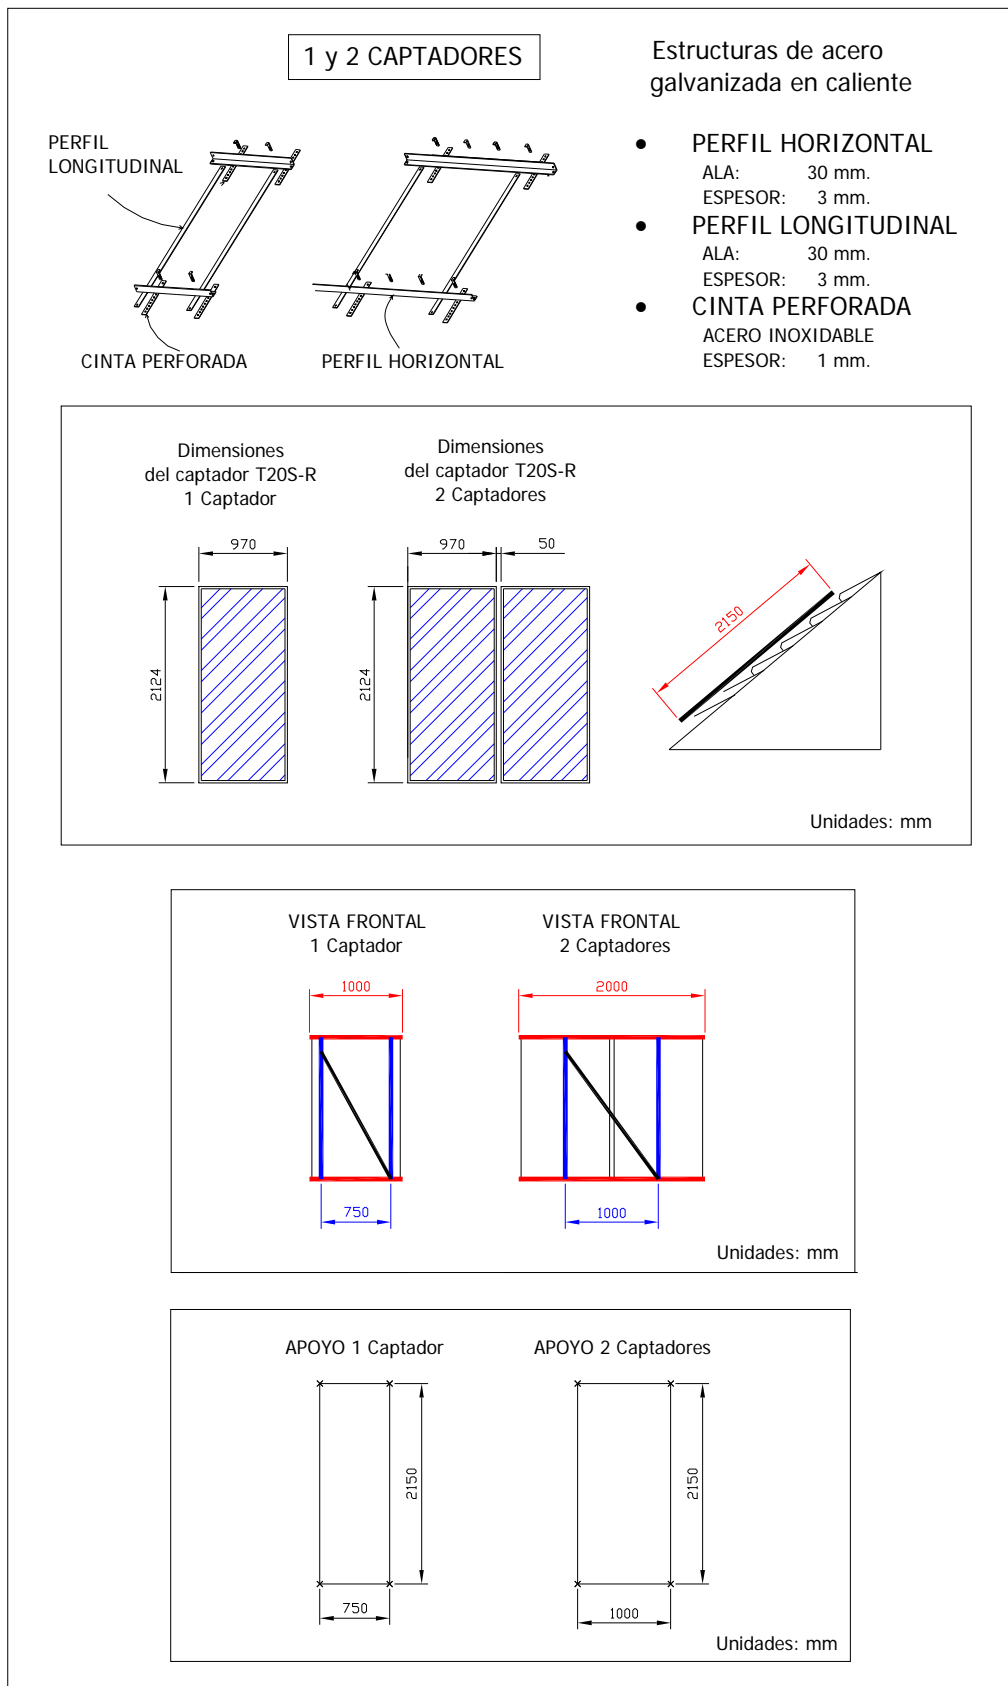 1 y 2 CAPTADORES
Estructuras de acero
galvanizada en caliente
PERFIL
LONGITUDINAL
CINTA PERFORADA
PERFIL HORIZONTAL
• PERFIL HORIZONTAL
ALA: 30 mm.
ESPESOR: 3 mm.
• PERFIL LONGITUDINAL
ALA: 30 mm.
ESPESOR: 3 mm.
• CINTA PERFORADA
ACERO INOXIDABLE
ESPESOR: 1 mm.
Dimensiones
del captador T20S-R
1 Captador
970
2124
Dimensiones
del captador T20S-R
2 Captadores
970
50
2124
2150
Unidades: mm
VISTA FRONTAL
1 Captador
1000
750
VISTA FRONTAL
2 Captadores
2000
1000
Unidades: mm
APOYO 1 Captador
2150
750
APOYO 2 Captadores
2150
1000
Unidades: mm